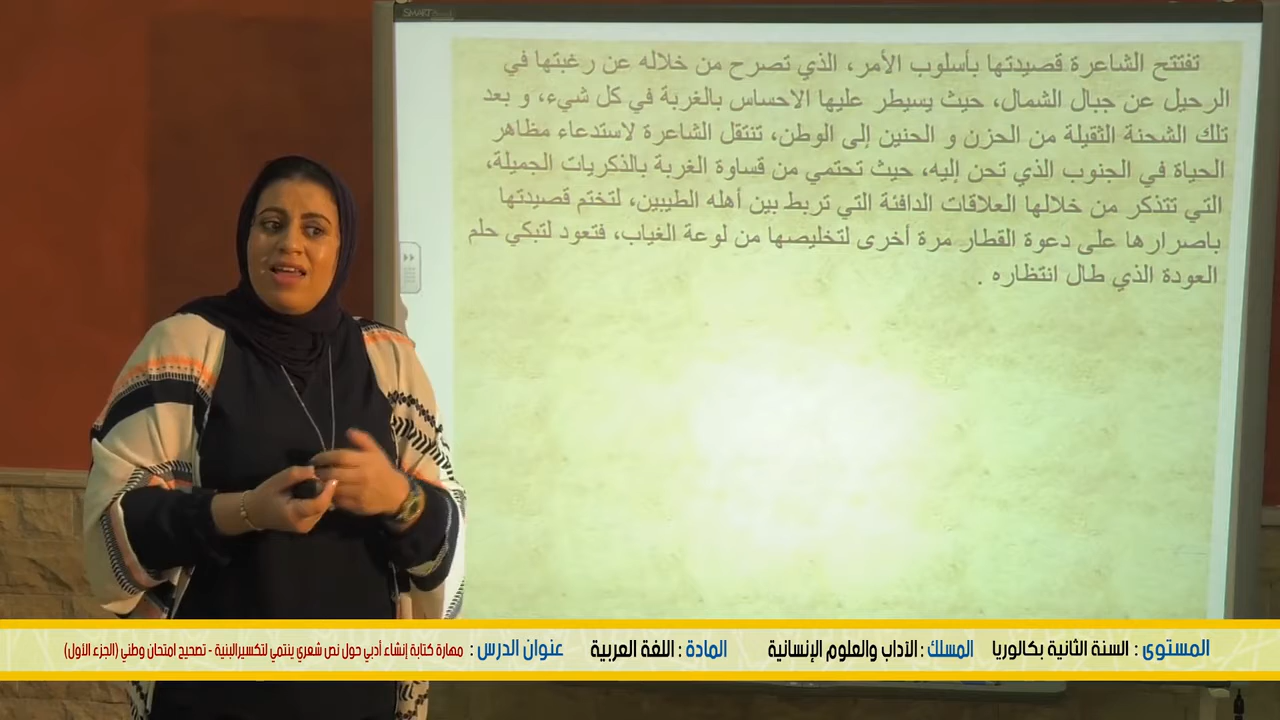 SMART Board
تفتتح الشاعرة قصيدتها بأسلوب الأمر، الذي تصرح من خلاله عن رغبتها في
الرحيل عن جبال الشمال، حيث يسيطر عليها الاحساس بالغربة في كل شيء، و بعد
تلك الشحنة الثقيلة من الحزن و الحنين إلى الوطن، تنتقل الشاعرة لاستدعاء مظاهر
الحياة في الجنوب الذي تحن إليه، حيث تحتمي من قساوة الغربة بالذكريات الجميلة،
التي تتذكر من خلالها العلاقات الدافئة التي تربط بين أهله الطيبين، لتختم قصيدتها
باصرارها على دعوة القطار مرة أخرى لتخليصها من لوعة الغياب، فتعود لتبكي حلم
العودة الذي طال انتظاره .
المستوى : السنة الثانية بكالوريا المسلك : الآداب والعلوم الإنسانية المادة : اللغة العربية عنوان الدرس : مهارة كتابة إنشاء أدبي حول نص شعري ينتمي لتكسيرالبنية - تصحيح امتحان وطني (الجزء الأول)